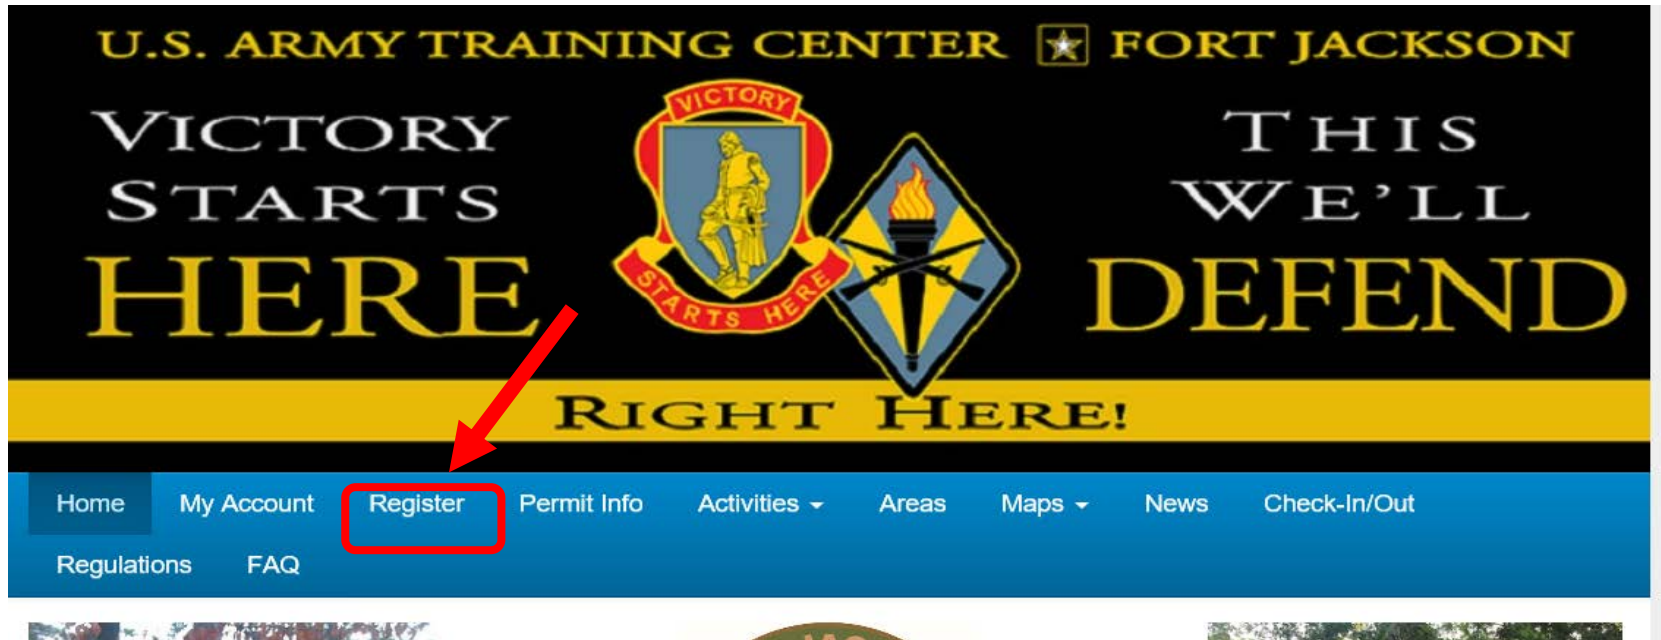 U.S. ARMY TRAINING CENTER FORT JACKSON
VICTORY
STARTS
HERE
VICTORY
STARTS HERE
THIS
WE'LL
DEFEND
RIGHT HERE!
Home My Account Register Permit Info Activities Areas Maps News Check-In/Out
Regulations FAQ